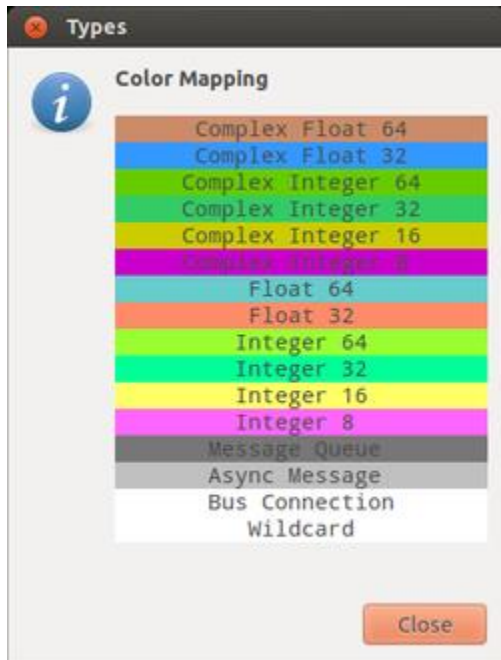 Types
Color Mapping
Complex Float 64
Complex Float 32
Complex Integer 64
Complex Integer 32
Complex Integer 16
Complex Integer 8
Float 64
Float 32
Integer 64
Integer 32
Integer 16
Integer 8
Message Queue
Async Message
Bus Connection
Wildcard
Close